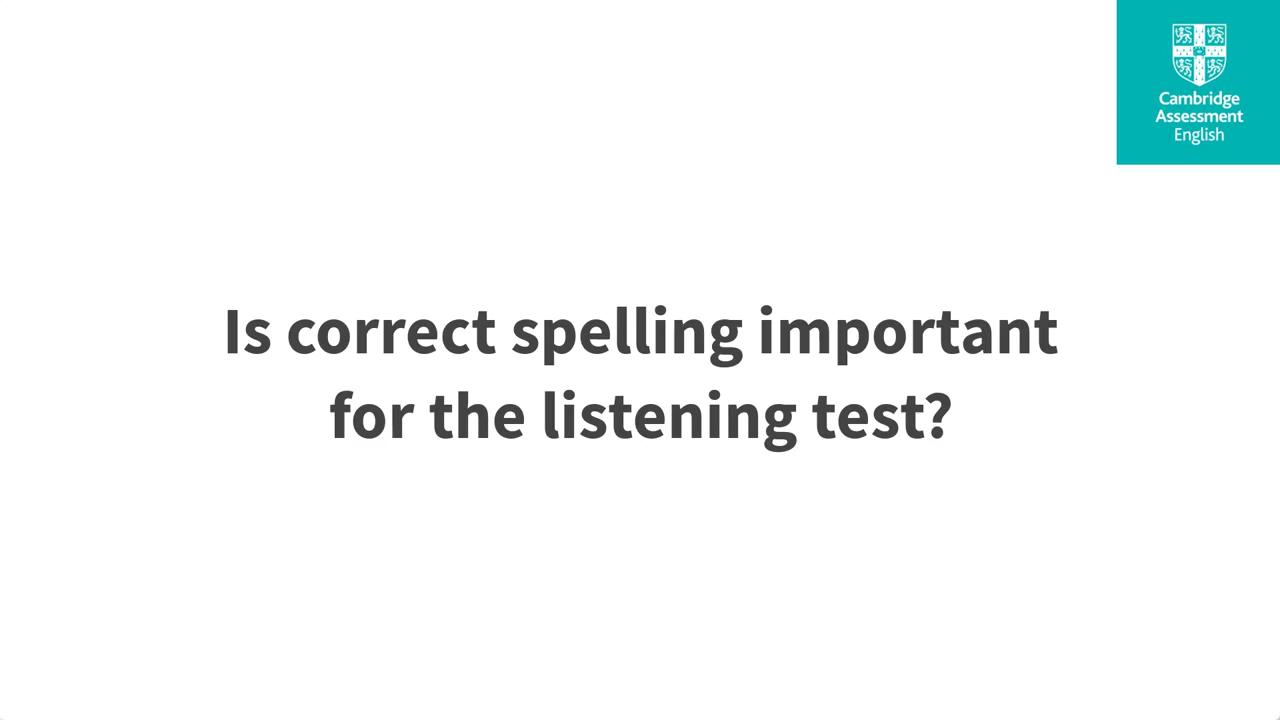 Cambridge
Assessment
English
Is correct spelling important
for the listening test?